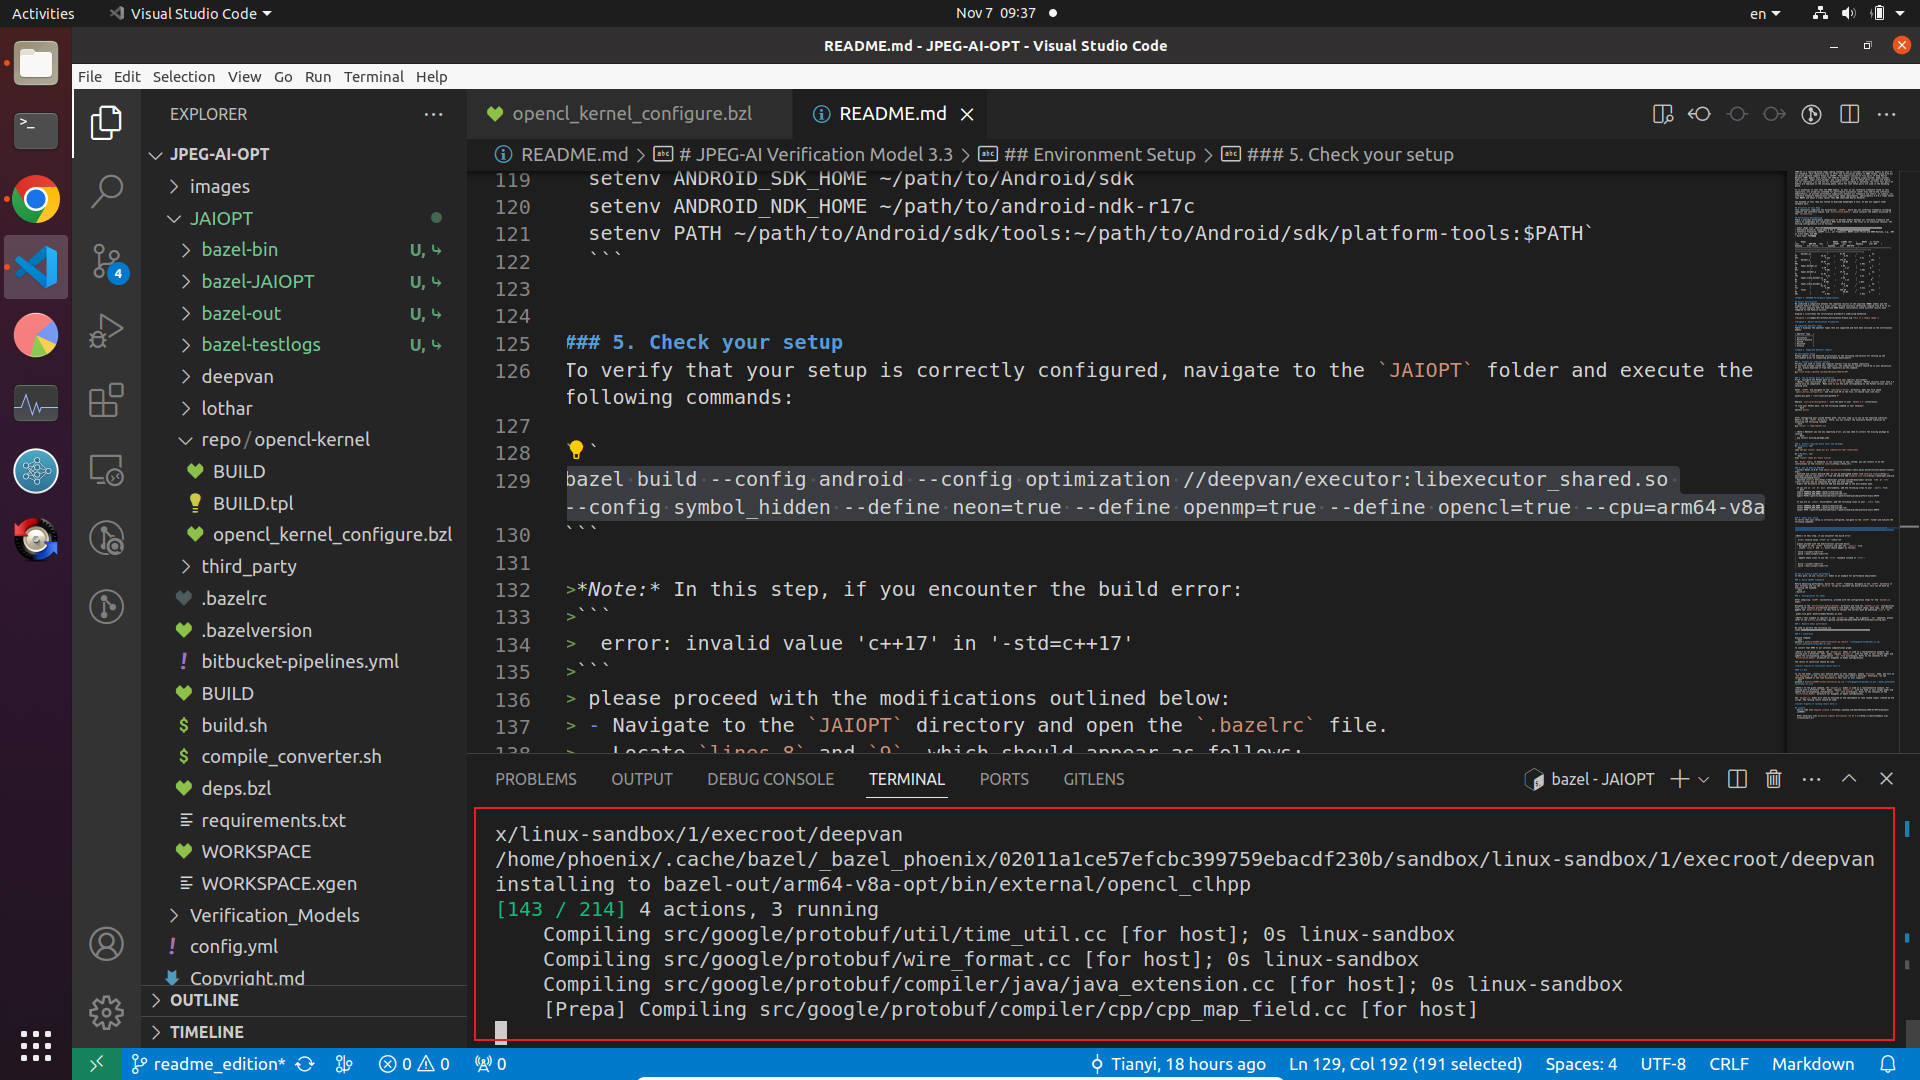 Activities
Visual Studio Code
Nov 7 09:37
en
README.md - JPEG-AI-OPT - Visual Studio Code
File Edit Selection View Go Run Terminal Help
EXPLORER
JPEG-AI-OPT
images
JAIOPT
bazel-bin U,
bazel-JAIOPT U,
bazel-out U,
bazel-testlogs U,
deepvan
lothar
repo/opencl-kernel
BUILD
BUILD.tpl
opencl_kernel_configure.bzl
third_party
.bazelrc
.bazelversion
bitbucket-pipelines.yml
BUILD
build.sh
compile_converter.sh
deps.bzl
requirements.txt
WORKSPACE
WORKSPACE.xgen
Verification_Models
config.yml
Copyright.md
OUTLINE
TIMELINE
4
opencl_kernel_configure.bzl
README.md
README.md > # JPEG-AI Verification Model 3.3 > ## Environment Setup > ### 5. Check your setup
119 setenv ANDROID_SDK_HOME ~/path/to/Android/sdk
120 setenv ANDROID_NDK_HOME ~/path/to/android-ndk-r17c
121 setenv PATH ~/path/to/Android/sdk/tools:~/path/to/Android/sdk/platform-tools:$PATH`
122 ```
123
124
125 ### 5. Check your setup
126 To verify that your setup is correctly configured, navigate to the `JAIOPT` folder and execute the
following commands:
127
128 ```
129 bazel build --config android --config optimization //deepvan/executor:libexecutor_shared.so
--config symbol_hidden --define neon=true --define openmp=true --define opencl=true --cpu=arm64-v8a
130 ```
131
132 >*Note:* In this step, if you encounter the build error:
133 >```
134 >  error: invalid value 'c++17' in '-std=c++17'
135 >```
136 > please proceed with the modifications outlined below:
137 > - Navigate to the `JAIOPT` directory and open the `.bazelrc` file.
138 > - Locate `lines 8` and `9`, which should appear as follows:
PROBLEMS OUTPUT DEBUG CONSOLE TERMINAL PORTS GITLENS
bazel - JAIOPT
x/linux-sandbox/1/execroot/deepvan
/home/phoenix/.cache/bazel/_bazel_phoenix/02011a1ce57efcbc399759ebacdf230b/sandbox/linux-sandbox/1/execroot/deepvan
installing to bazel-out/arm64-v8a-opt/bin/external/opencl_clhpp
[143 / 214] 4 actions, 3 running
Compiling src/google/protobuf/util/time_util.cc [for host]; 0s linux-sandbox
Compiling src/google/protobuf/wire_format.cc [for host]; 0s linux-sandbox
Compiling src/google/protobuf/compiler/java/java_extension.cc [for host]; 0s linux-sandbox
[Prepa] Compiling src/google/protobuf/compiler/cpp/cpp_map_field.cc [for host]
readme_edition* 0 0 0
Tianyi, 18 hours ago Ln 129, Col 192 (191 selected) Spaces: 4 UTF-8 CRLF Markdown